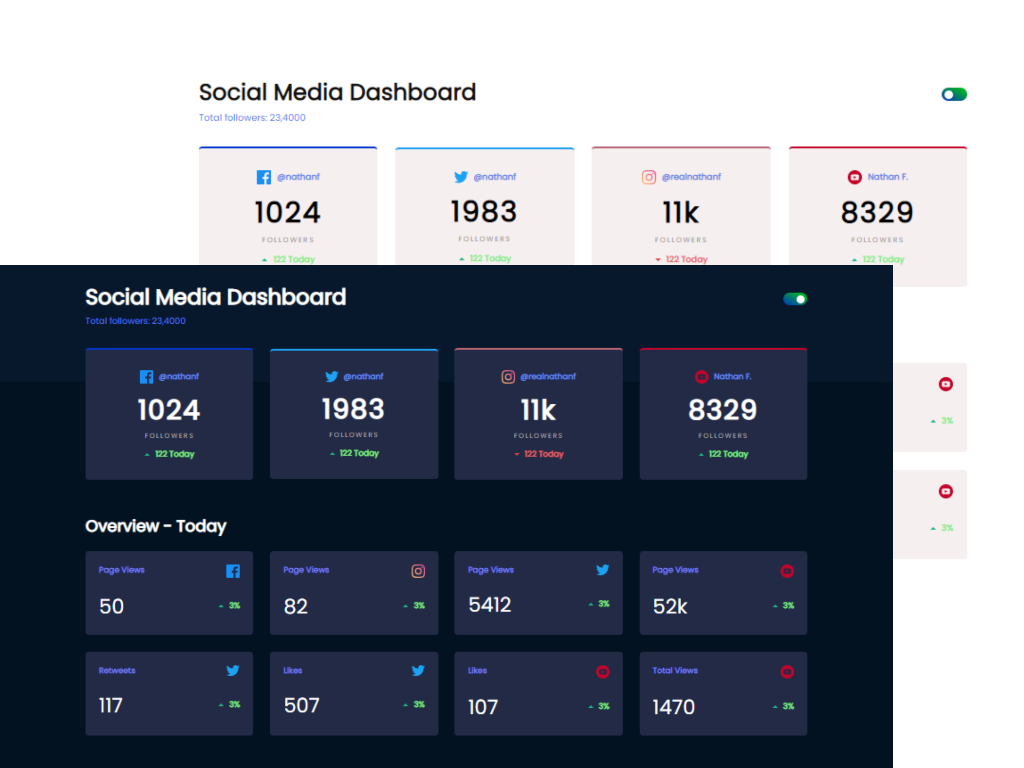 Social Media Dashboard
Total followers: 23,4000
@nathanf @nathanf @realnathanf Nathan F.
1024 1983 11k 8329
FOLLOWERS FOLLOWERS FOLLOWERS FOLLOWERS
122 Today 122 Today 122 Today 122 Today
3%
3%
Social Media Dashboard
Total followers: 23,4000
@nathanf @nathanf @realnathanf Nathan F.
1024 1983 11k 8329
FOLLOWERS FOLLOWERS FOLLOWERS FOLLOWERS
122 Today 122 Today 122 Today 122 Today
Overview - Today
Page Views Page Views Page Views Page Views
50 3% 82 3% 5412 3% 52k 3%
Retweets Likes Likes Total Views
117 3% 507 3% 107 3% 1470 3%